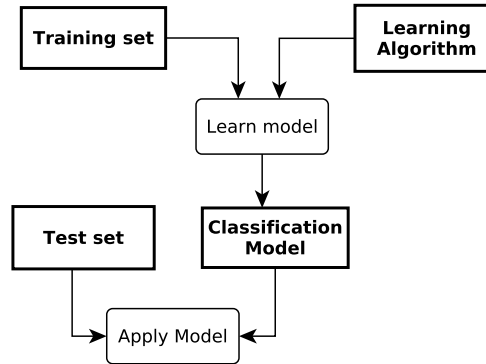 Training set
Learning
Algorithm
Learn model
Test set
Classification
Model
Apply Model